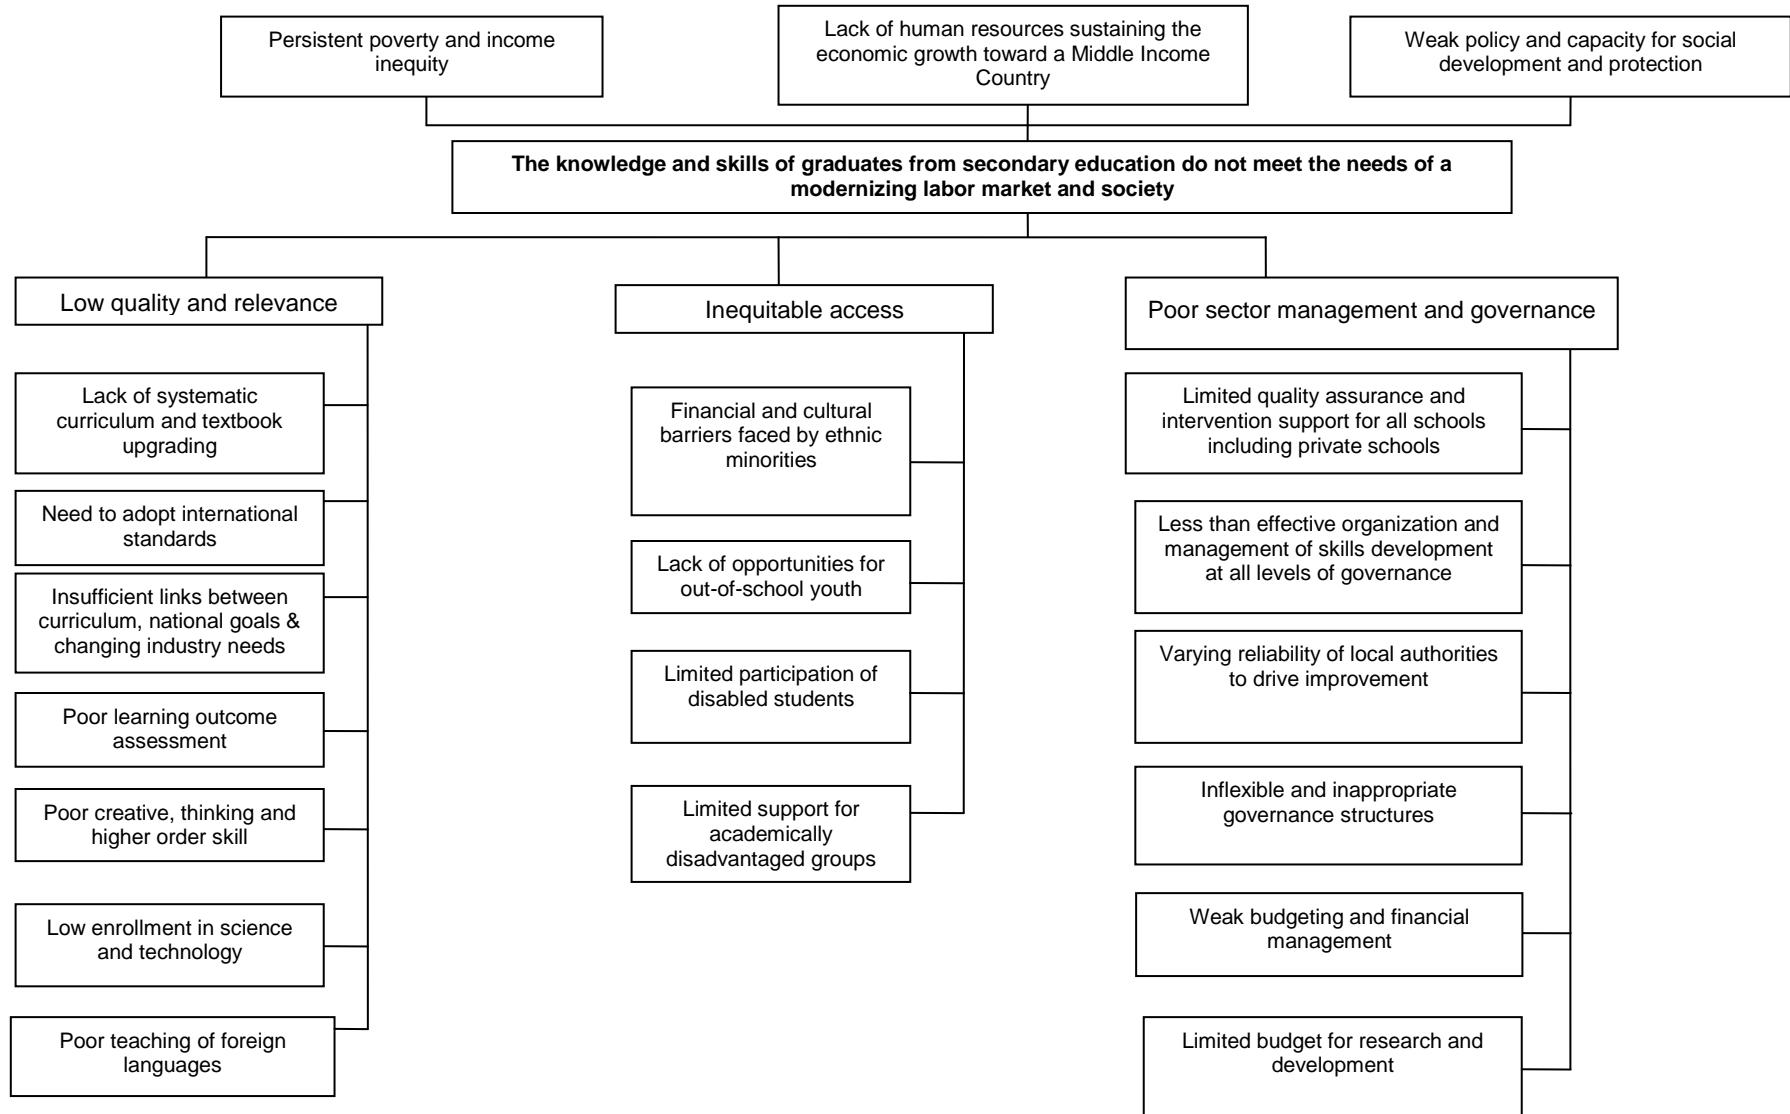 Persistent poverty and income
inequity
Lack of human resources sustaining the
economic growth toward a Middle Income
Country
Weak policy and capacity for social
development and protection
The knowledge and skills of graduates from secondary education do not meet the needs of a
modernizing labor market and society
Low quality and relevance
Lack of systematic
curriculum and textbook
upgrading
Need to adopt international
standards
Insufficient links between
curriculum, national goals &
changing industry needs
Poor learning outcome
assessment
Poor creative, thinking and
higher order skill
Low enrollment in science
and technology
Poor teaching of foreign
languages
Inequitable access
Financial and cultural
barriers faced by ethnic
minorities
Lack of opportunities for
out-of-school youth
Limited participation of
disabled students
Limited support for
academically
disadvantaged groups
Poor sector management and governance
Limited quality assurance and
intervention support for all schools
including private schools
Less than effective organization and
management of skills development
at all levels of governance
Varying reliability of local authorities
to drive improvement
Inflexible and inappropriate
governance structures
Weak budgeting and financial
management
Limited budget for research and
development